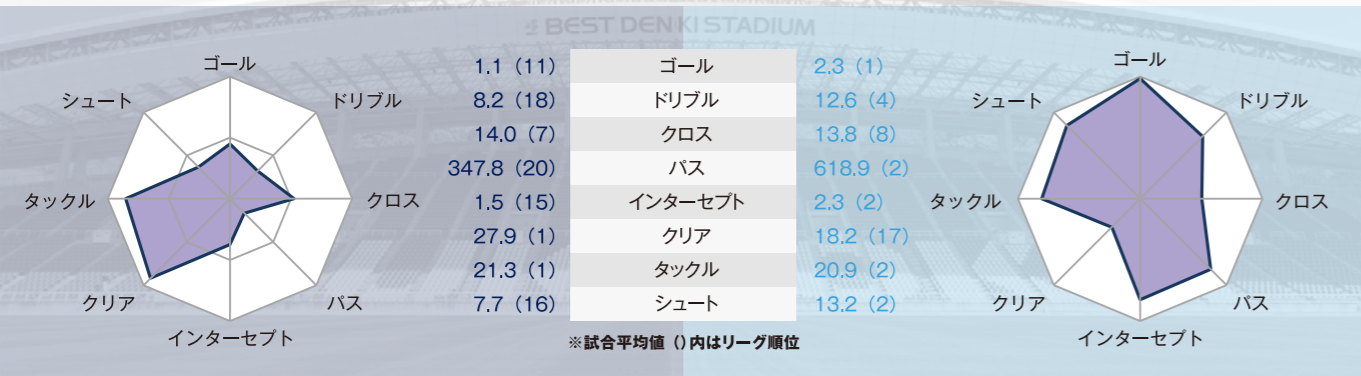 BEST DENKI STADIUM
ゴール
シュート
ドリブル
タックル
クロス
クリア
パス
インターセプト
1.1（11） ゴール 2.3（1）
8.2（18） ドリブル 12.6（4）
14.0（7） クロス 13.8（8）
347.8（20） パス 618.9（2）
1.5（15） インターセプト 2.3（2）
27.9（1） クリア 18.2（17）
21.3（1） タックル 20.9（2）
7.7（16） シュート 13.2（2）
※試合平均値（）内はリーグ順位
ゴール
シュート
ドリブル
タックル
クロス
クリア
パス
インターセプト